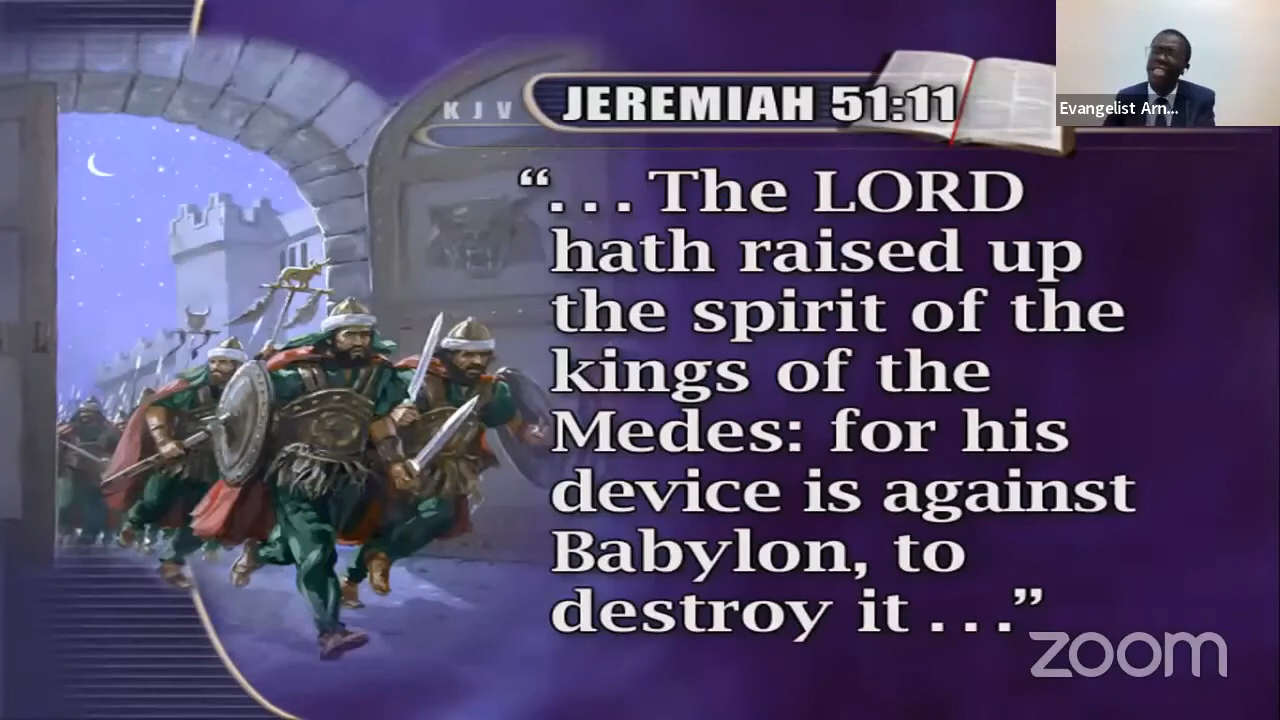 KJV JEREMIAH 51:11
Evangelist Arn...
“. . . The LORD
hath raised up
the spirit of the
kings of the
Medes: for his
device is against
Babylon, to
destroy it . . .”
zoom